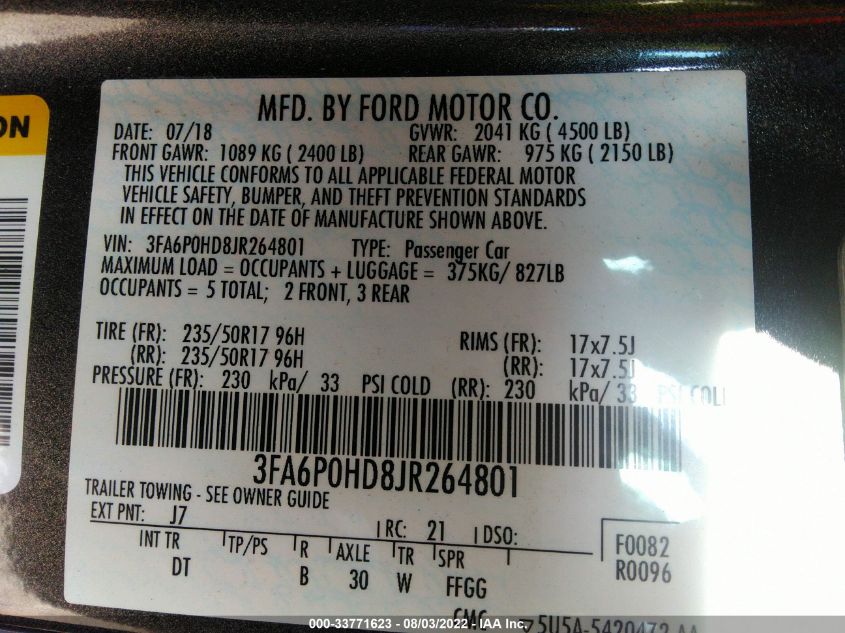 ON
MFD. BY FORD MOTOR CO.
DATE: 07/18 GVWR: 2041 KG ( 4500 LB)
FRONT GAWR: 1089 KG ( 2400 LB) REAR GAWR: 975 KG ( 2150 LB)
THIS VEHICLE CONFORMS TO ALL APPLICABLE FEDERAL MOTOR
VEHICLE SAFETY, BUMPER, AND THEFT PREVENTION STANDARDS
IN EFFECT ON THE DATE OF MANUFACTURE SHOWN ABOVE.
VIN: 3FA6P0HD8JR264801 TYPE: Passenger Car
MAXIMUM LOAD = OCCUPANTS + LUGGAGE = 375KG/ 827LB
OCCUPANTS = 5 TOTAL; 2 FRONT, 3 REAR
TIRE (FR): 235/50R17 96H RIMS (FR): 17x7.5J
(RR): 235/50R17 96H (RR): 17x7.5J
PRESSURE (FR): 230 kPa/ 33 PSI COLD (RR): 230 kPa/ 33 PSI COLD
3FA6P0HD8JR264801
TRAILER TOWING - SEE OWNER GUIDE
EXT PNT: J7 RC: 21 DSO:
INT TR TP/PS R AXLE TR SPR F0082
DT B 30 W FFGG R0096
000-33771623 - 08/03/2022 - IAA Inc.